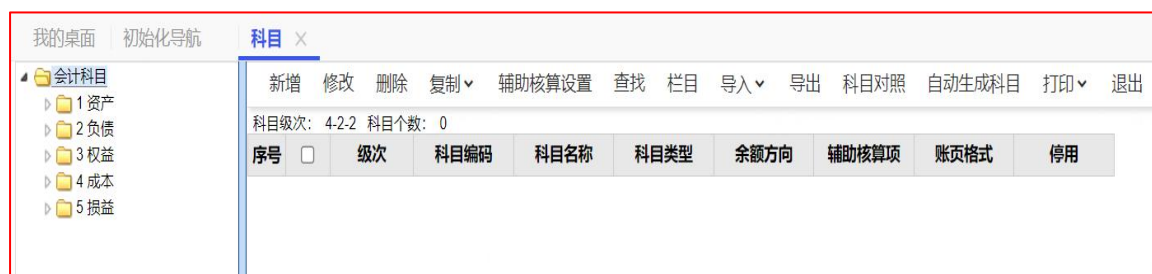 我的桌面 初始化导航 科目 ×
会计科目
1 资产
2 负债
3 权益
4 成本
5 损益
新增 修改 删除 复制 辅助核算设置 查找 栏目 导入 导出 科目对照 自动生成科目 打印 退出
科目级次: 4-2-2 科目个数: 0
序号 级次 科目编码 科目名称 科目类型 余额方向 辅助核算项 账页格式 停用